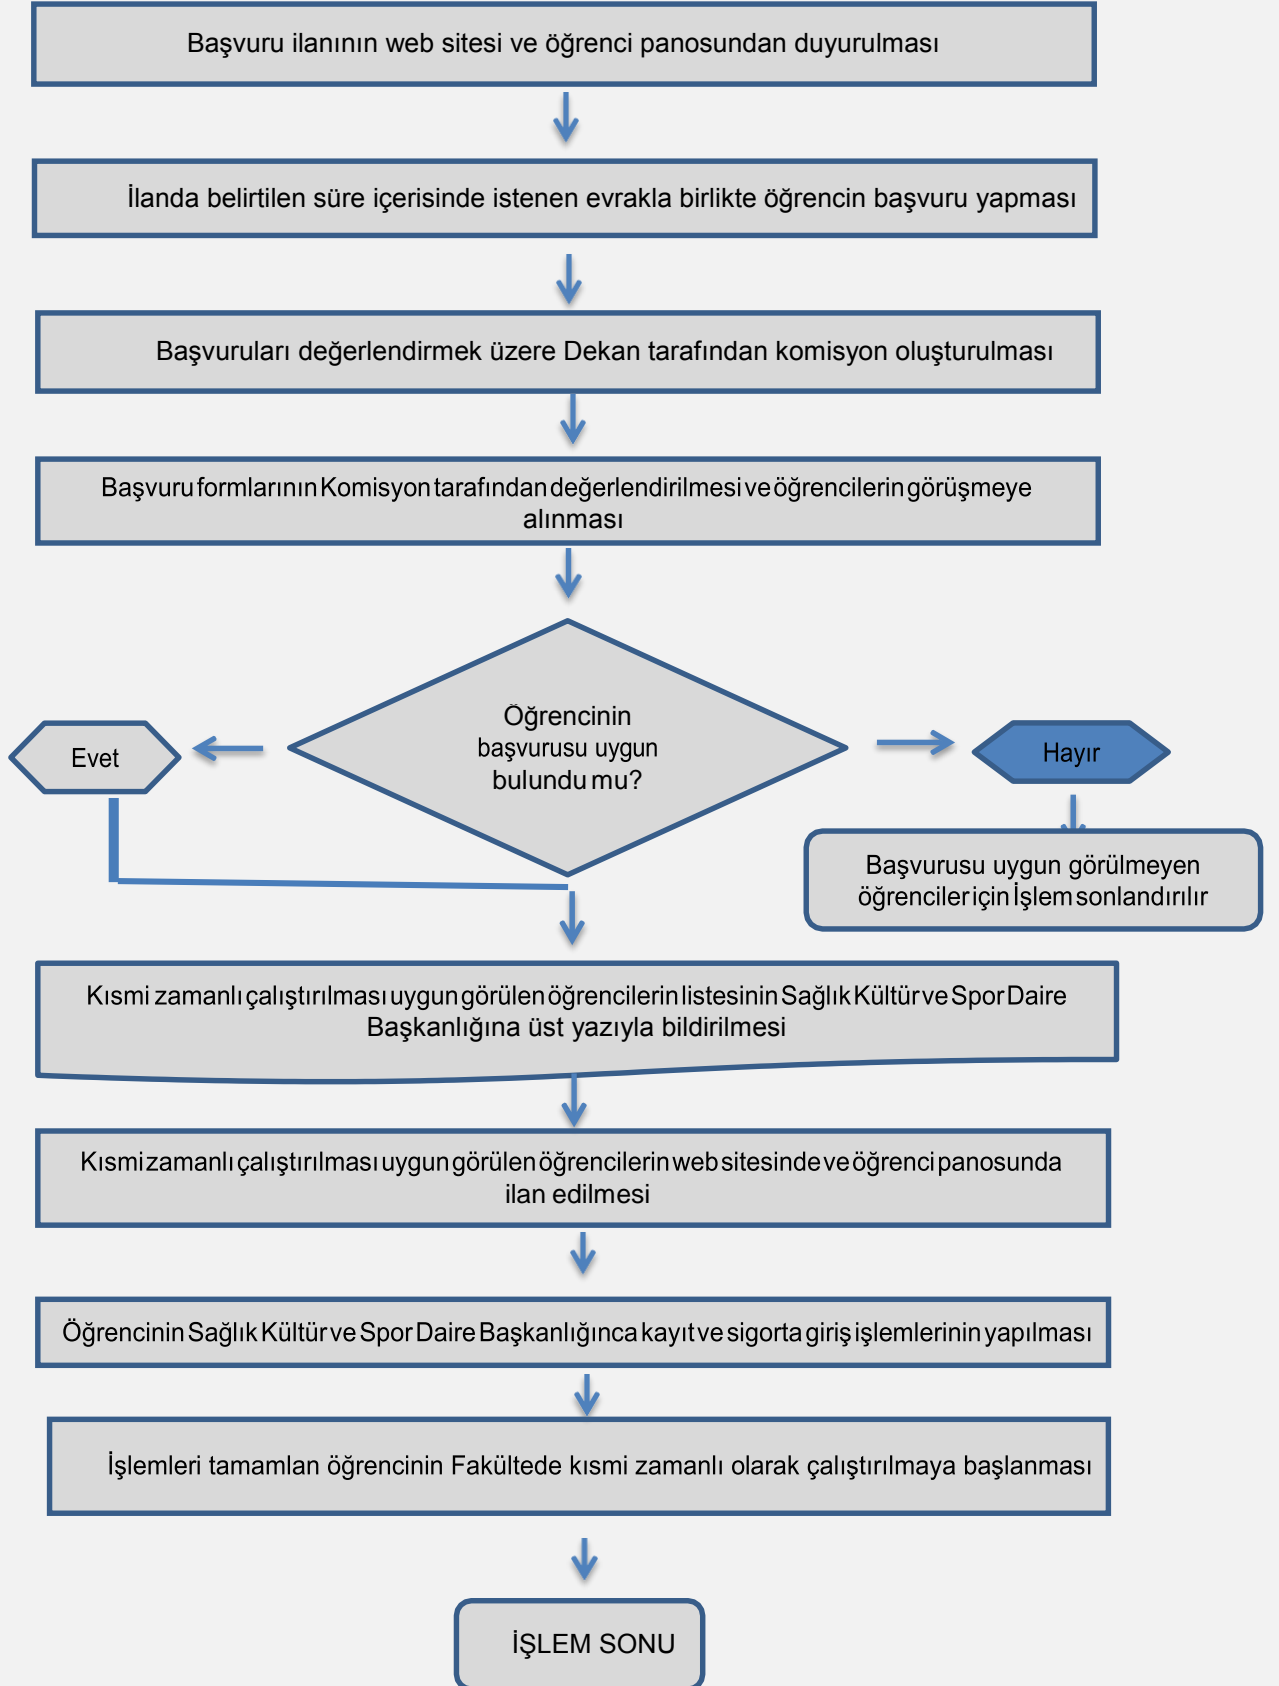 Başvuru ilanının web sitesi ve öğrenci panosundan duyurulması
İlanda belirtilen süre içerisinde istenen evrakla birlikte öğrencin başvuru yapması
Başvuruları değerlendirmek üzere Dekan tarafından komisyon oluşturulması
Başvuru formlarının Komisyon tarafından değerlendirilmesi ve öğrencilerin görüşmeye
alınması
Öğrencinin
başvurusu uygun
bulundu mu?
Evet
Hayır
Başvurusu uygun görülmeyen
öğrenciler için İşlem sonlandırılır
Kısmi zamanlı çalıştırılması uygun görülen öğrencilerin listesinin Sağlık Kültür ve Spor Daire
Başkanlığına üst yazıyla bildirilmesi
Kısmi zamanlı çalıştırılması uygun görülen öğrencilerin web sitesinde ve öğrenci panosunda
ilan edilmesi
Öğrencinin Sağlık Kültür ve Spor Daire Başkanlığınca kayıt ve sigorta giriş işlemlerinin yapılması
İşlemleri tamamlan öğrencinin Fakültede kısmi zamanlı olarak çalıştırılmaya başlanması
İŞLEM SONU